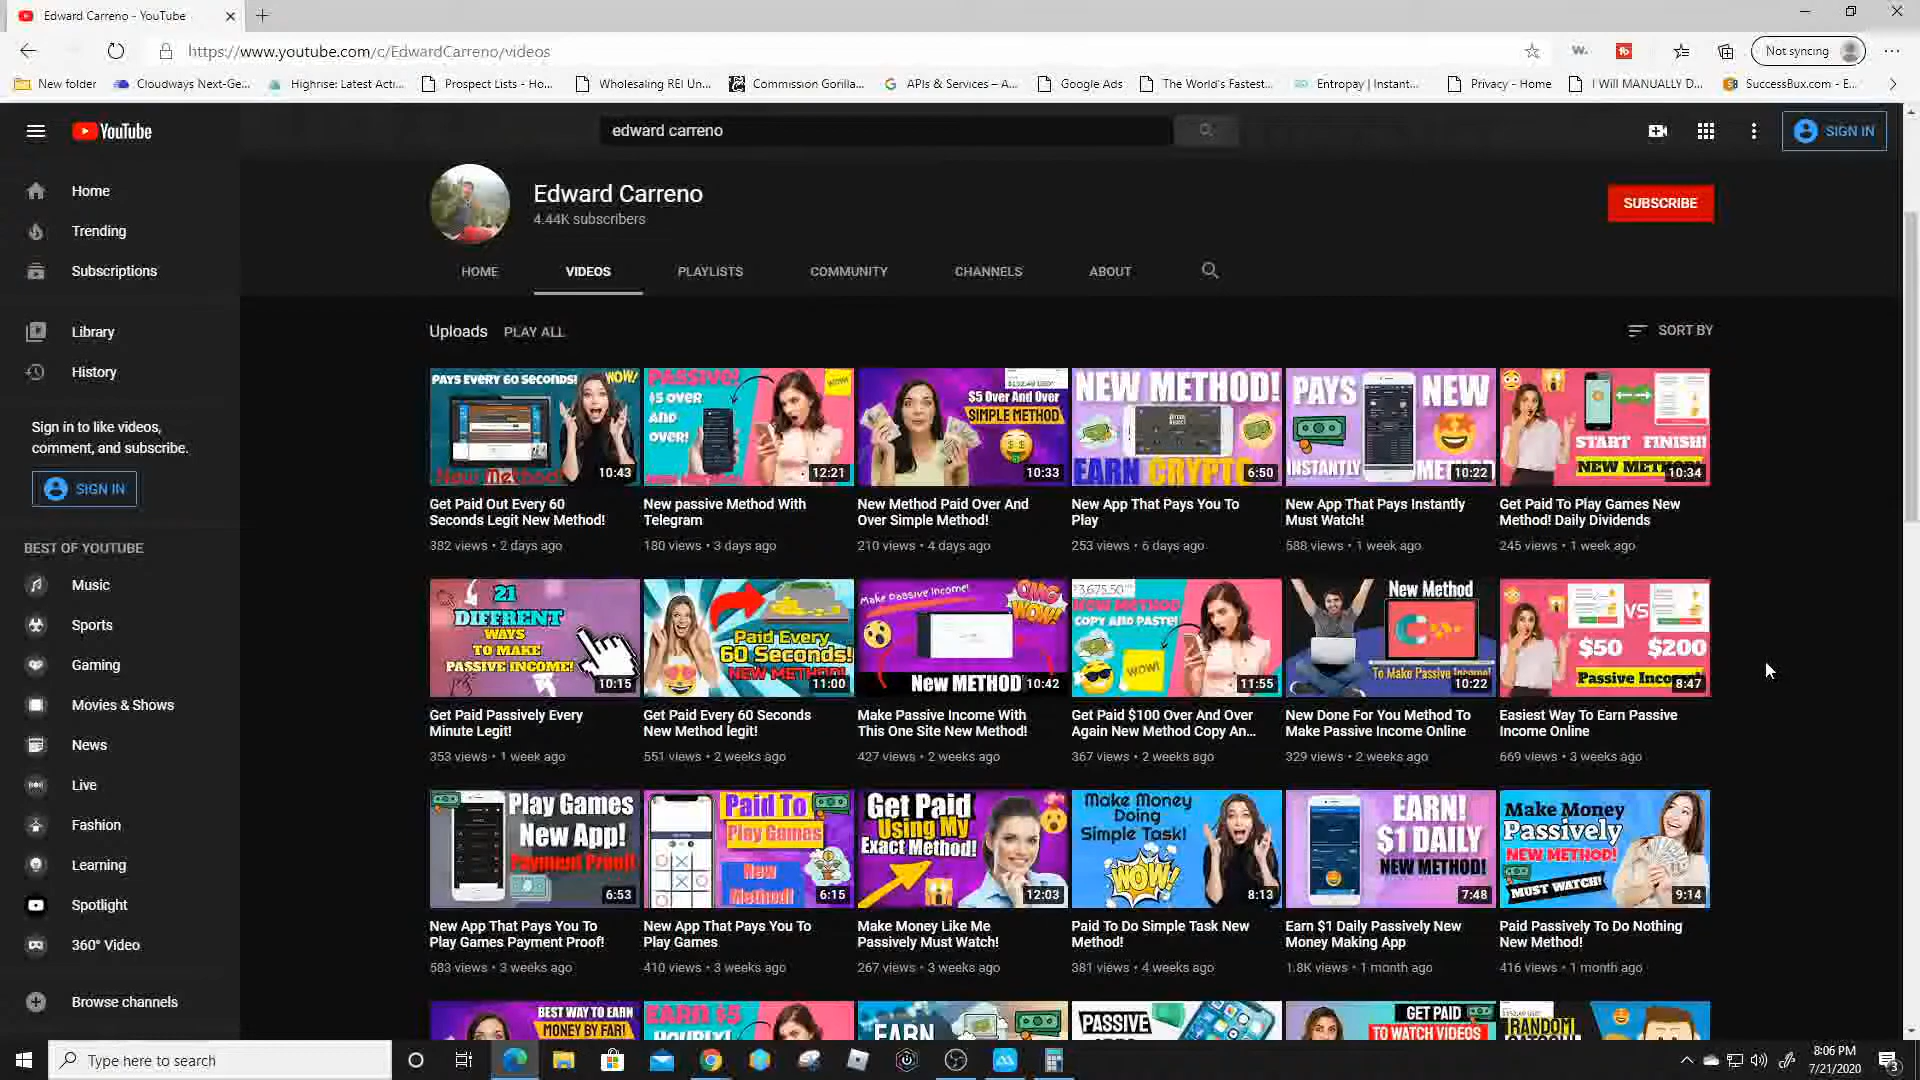 Edward Carreno - YouTube
https://www.youtube.com/c/EdwardCarreno/videos
Not syncing
New folder
Cloudways Next-Ge...
Highrise: Latest Acti...
Prospect Lists - Ho...
Wholesaling REI Un...
Commission Gorilla...
APIs & Services – A...
Google Ads
The World's Fastest...
Entropay | Instant...
Privacy - Home
I Will MANUALLY D...
SuccessBux.com - E...
YouTube
edward carreno
SIGN IN
Home
Trending
Subscriptions
Library
History
Sign in to like videos,
comment, and subscribe.
SIGN IN
BEST OF YOUTUBE
Music
Sports
Gaming
Movies & Shows
News
Live
Fashion
Learning
Spotlight
360° Video
Browse channels
Edward Carreno
4.44K subscribers
SUBSCRIBE
HOME
VIDEOS
PLAYLISTS
COMMUNITY
CHANNELS
ABOUT
Uploads
PLAY ALL
SORT BY
PAYS EVERY 60 SECONDS!
WOW!
New Method!
10:43
Get Paid Out Every 60
Seconds Legit New Method!
382 views • 2 days ago
PASSIVE!
$5 OVER
AND
OVER!
WOW!
12:21
New passive Method With
Telegram
180 views • 3 days ago
$5 Over And Over
SIMPLE METHOD
10:33
New Method Paid Over And
Over Simple Method!
210 views • 4 days ago
NEW METHOD!
EARN CRYPTO
6:50
New App That Pays You To
Play
253 views • 6 days ago
PAYS NEW
INSTANTLY
METHOD
10:22
New App That Pays Instantly
Must Watch!
588 views • 1 week ago
START FINISH!
NEW METHOD
10:34
Get Paid To Play Games New
Method! Daily Dividends
245 views • 1 week ago
21
DIFFERENT
WAYS
TO MAKE
PASSIVE INCOME!
10:15
Get Paid Passively Every
Minute Legit!
353 views • 1 week ago
Paid Every
60 Seconds!
NEW METHOD!
11:00
Get Paid Every 60 Seconds
New Method legit!
551 views • 2 weeks ago
Make Passive Income!
OMG
WOW!
New METHOD
10:42
Make Passive Income With
This One Site New Method!
427 views • 2 weeks ago
3,675.50
NEW METHOD
COPY AND PASTE!
WOW!
11:55
Get Paid $100 Over And Over
Again New Method Copy An...
367 views • 2 weeks ago
New Method
To Make Passive Income!
10:22
New Done For You Method To
Make Passive Income Online
329 views • 2 weeks ago
VS
$50 $200
Passive Income
8:47
Easiest Way To Earn Passive
Income Online
669 views • 3 weeks ago
Play Games
New App!
Payment Proof!
6:53
New App That Pays You To
Play Games Payment Proof!
583 views • 3 weeks ago
Paid To
Play Games
New
Method!
6:15
New App That Pays You To
Play Games
410 views • 3 weeks ago
Get Paid
Using My
Exact Method!
12:03
Make Money Like Me
Passively Must Watch!
267 views • 3 weeks ago
Make Money
Doing
Simple Task!
WOW!
8:13
Paid To Do Simple Task New
Method!
381 views • 4 weeks ago
EARN!
$1 DAILY
NEW METHOD!
7:48
Earn $1 Daily Passively New
Money Making App
1.8K views • 1 month ago
Make Money
Passively
NEW METHOD!
MUST WATCH!
9:14
Paid Passively To Do Nothing
New Method!
416 views • 1 month ago
BEST WAY TO EARN
MONEY BY FAR!
EARN $5
HOURLY!
EARN
PASSIVE
GET PAID
TO WATCH VIDEOS
RANDOM
Type here to search
8:06 PM
7/21/2020
3